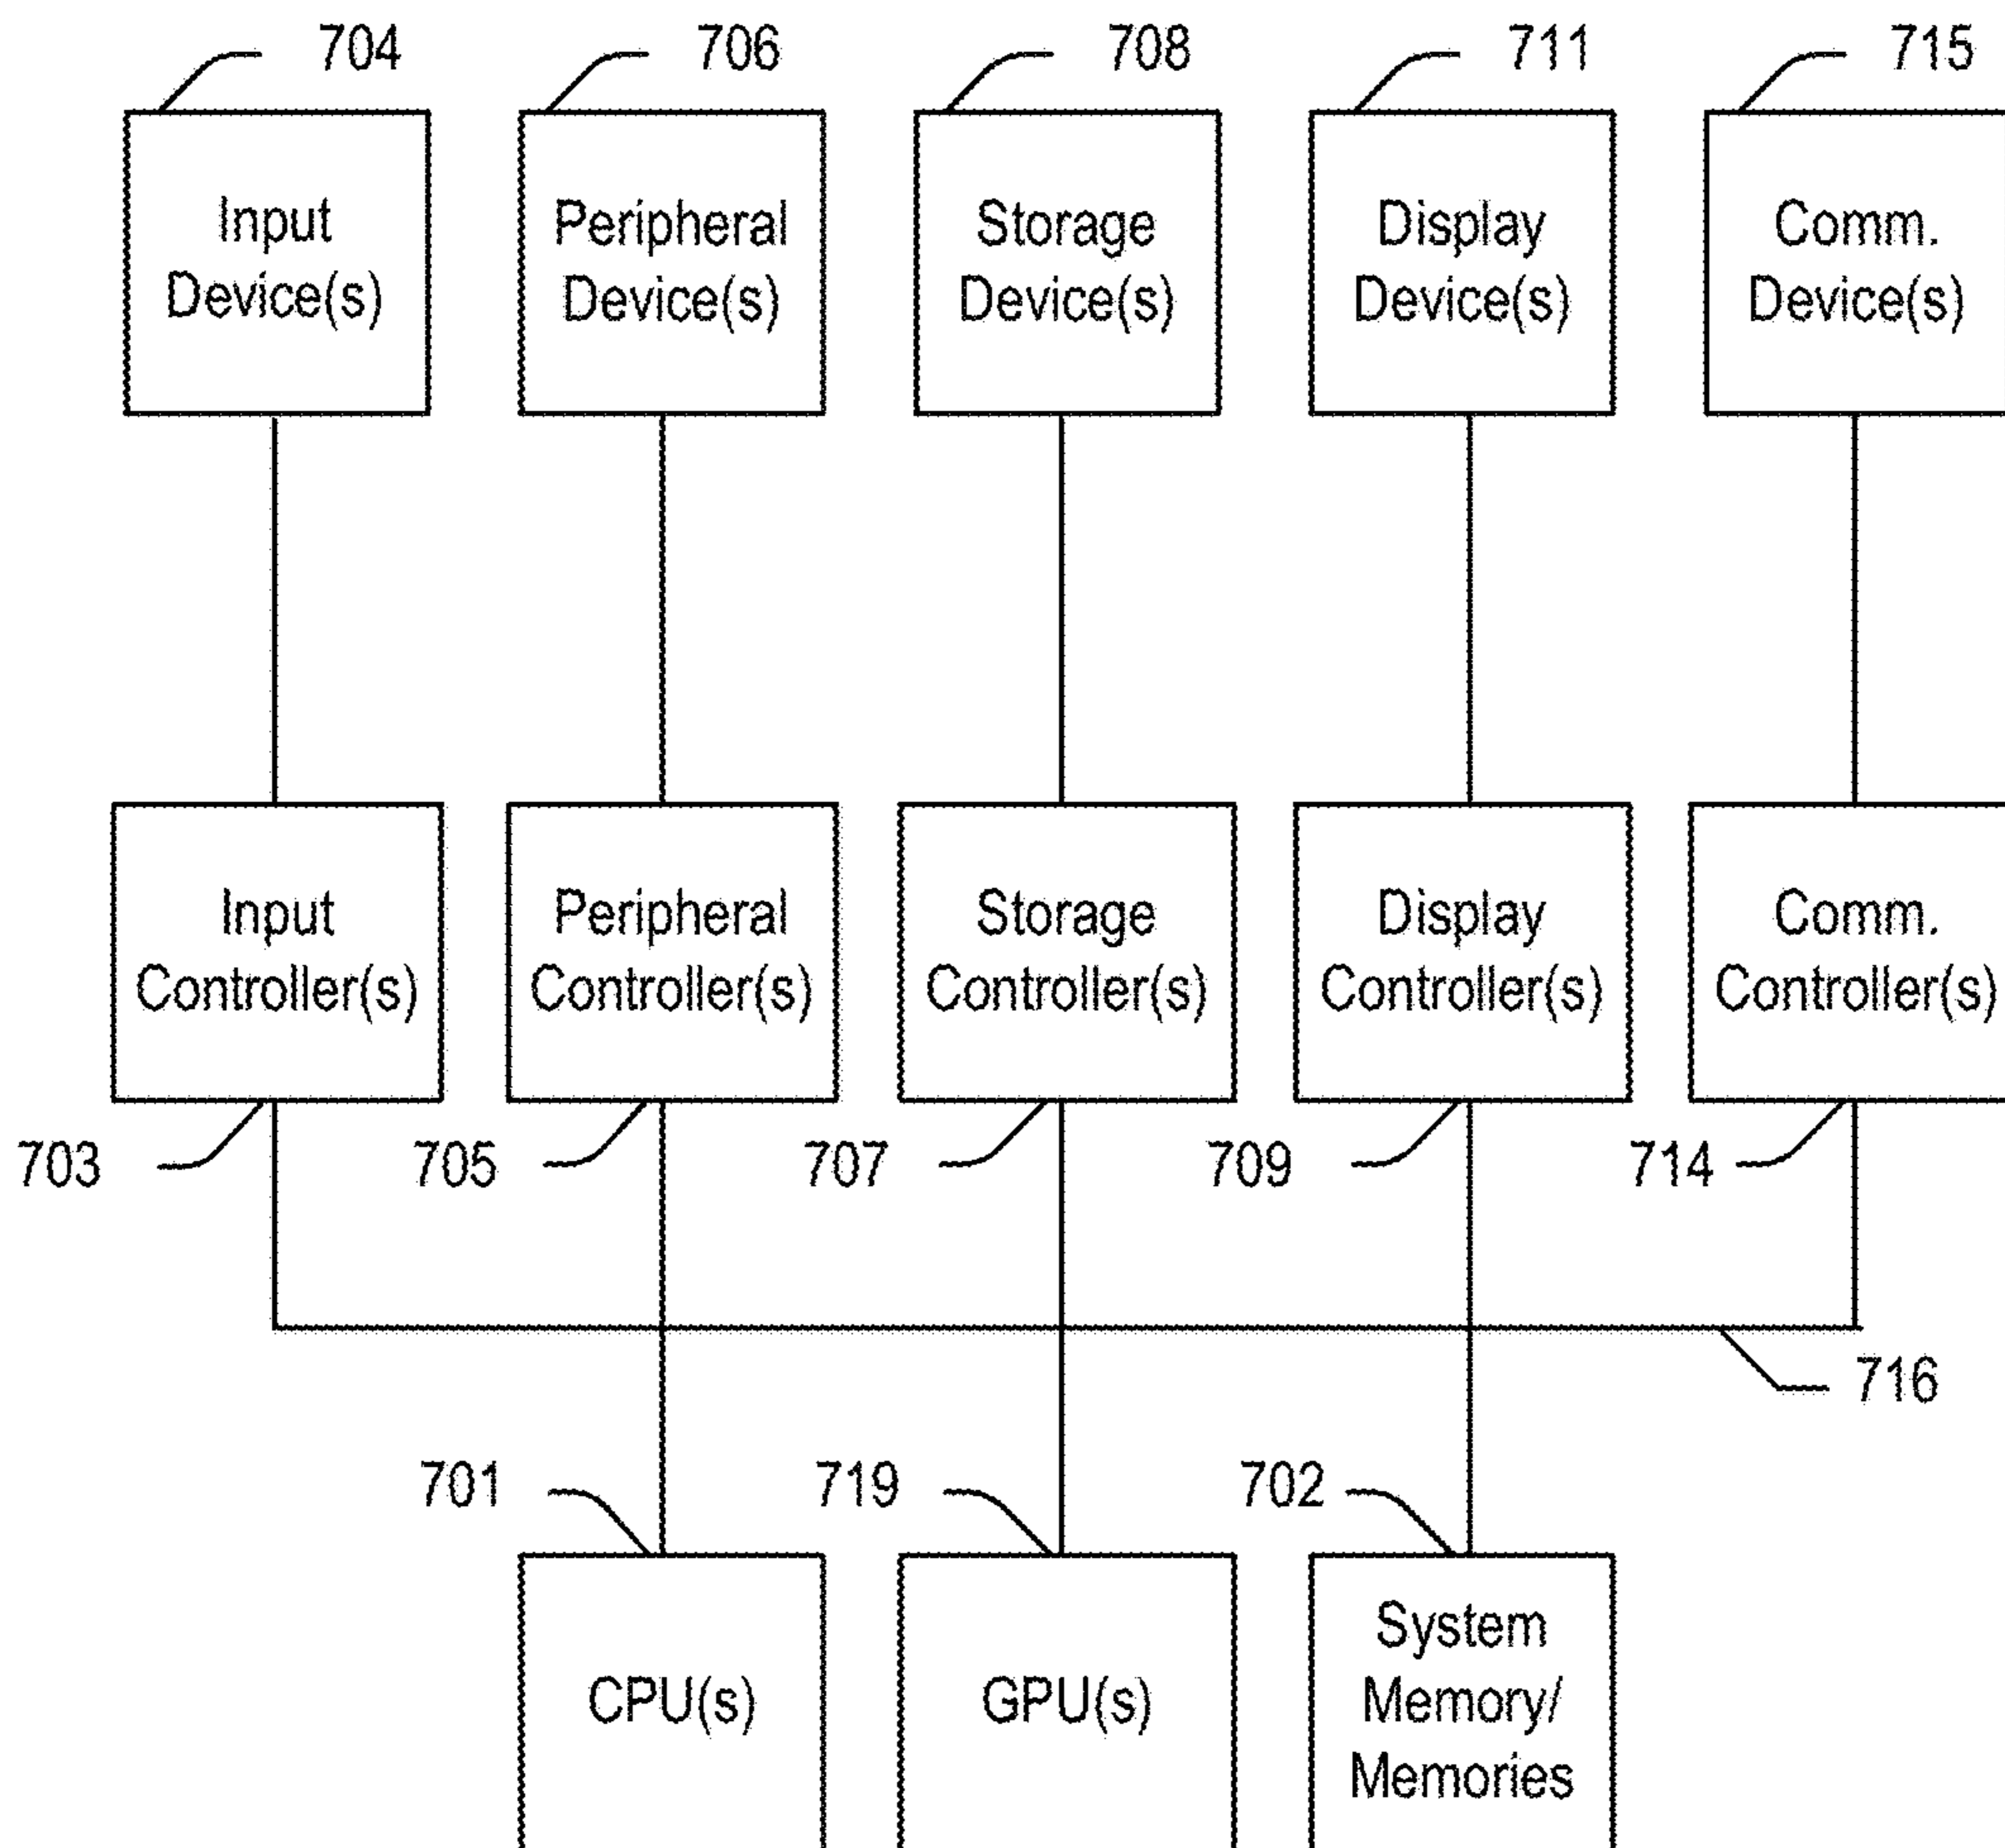 704
706
708
711
715
Input
Device(s)
Peripheral
Device(s)
Storage
Device(s)
Display
Device(s)
Comm.
Device(s)
Input
Controller(s)
Peripheral
Controller(s)
Storage
Controller(s)
Display
Controller(s)
Comm.
Controller(s)
703
705
707
709
714
716
701
719
702
CPU(s)
GPU(s)
System
Memory/
Memories